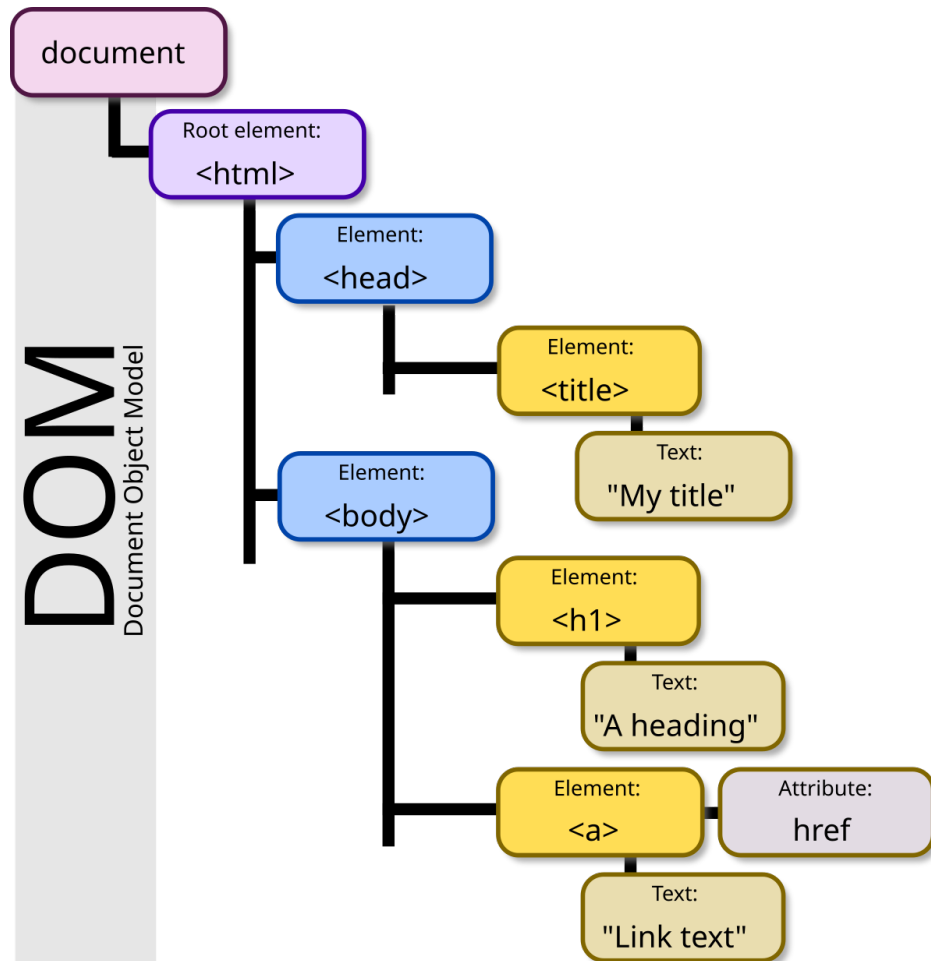 document
Root element:
<html>
Element:
<head>
Element:
<title>
Text:
"My title"
DOM
Document Object Model
Element:
<body>
Element:
<h1>
Text:
"A heading"
Element:
<a>
Attribute:
href
Text:
"Link text"